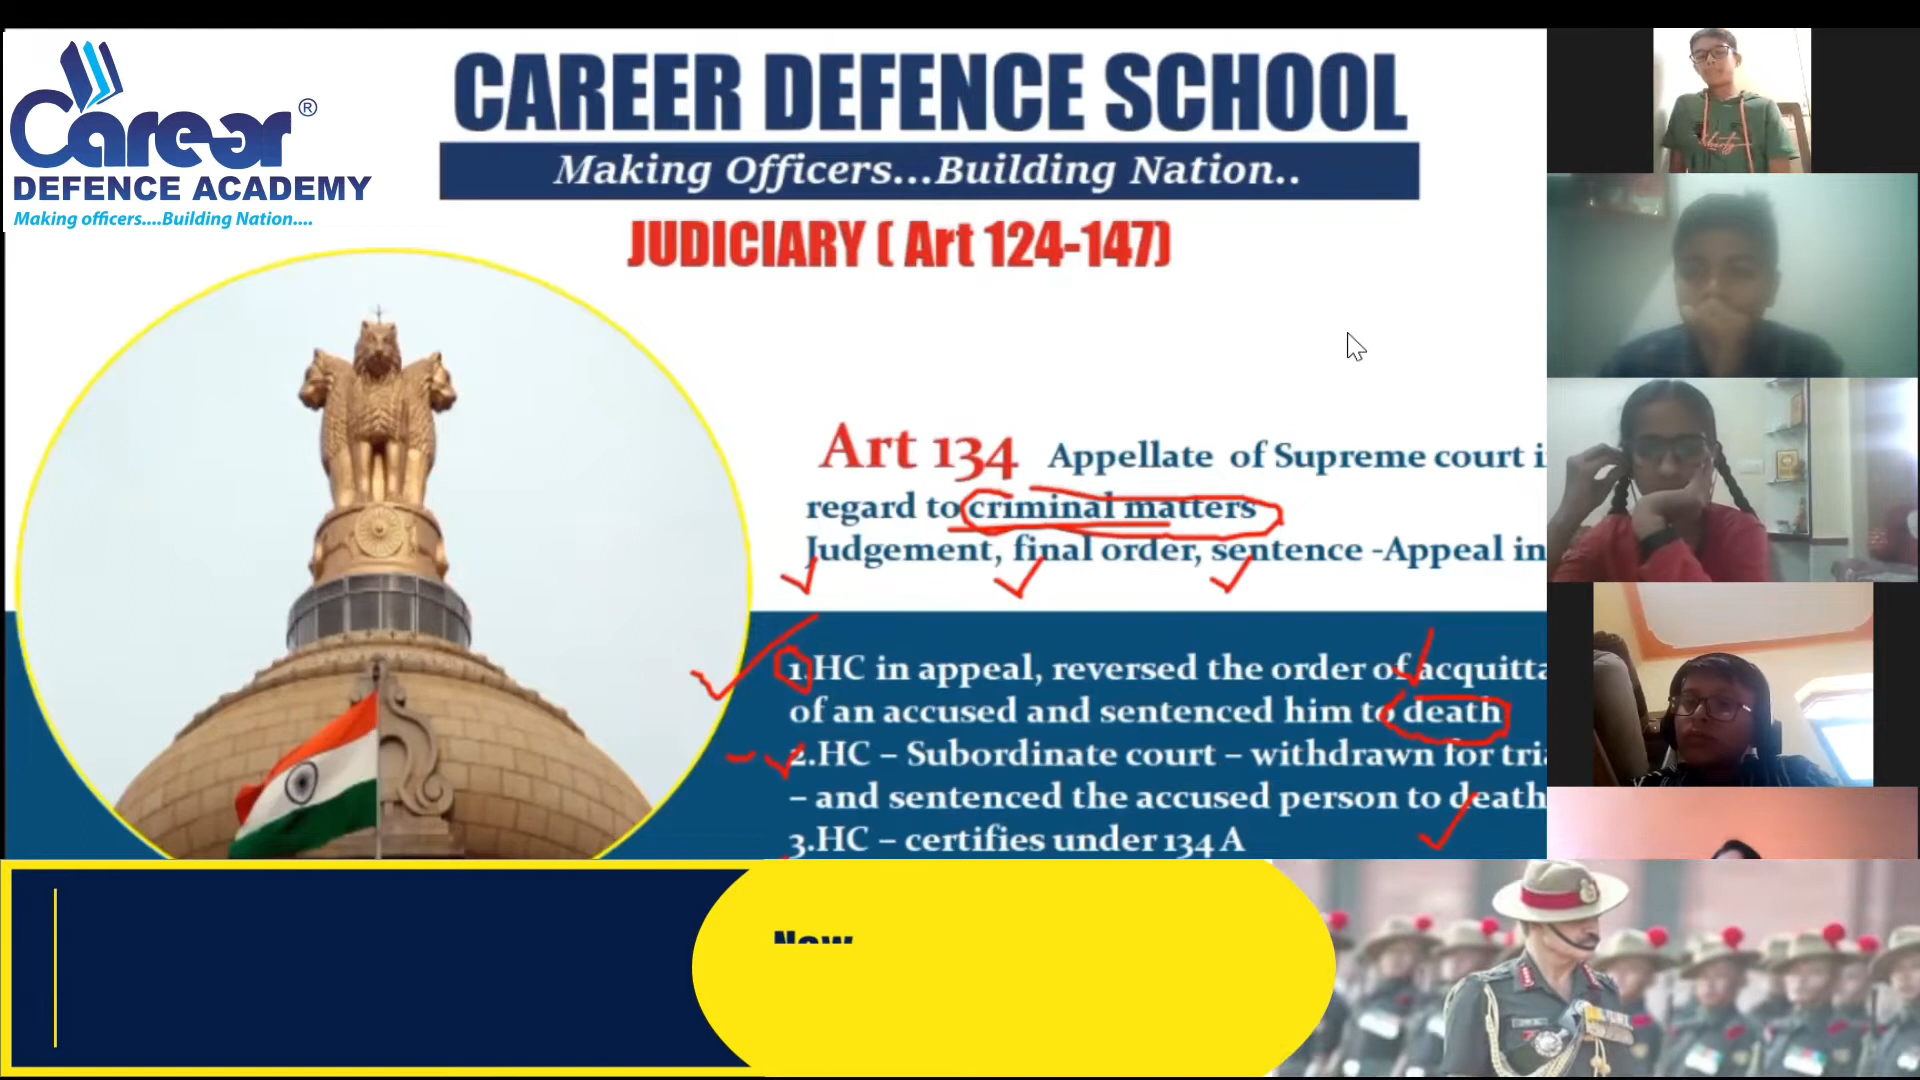 Career®
DEFENCE ACADEMY
Making officers....Building Nation....
CAREER DEFENCE SCHOOL
Making Officers...Building Nation..
JUDICIARY ( Art 124-147)
Art 134 Appellate of Supreme court i
regard to criminal matters
Judgement, final order, sentence -Appeal in
1.HC in appeal, reversed the order of acquitta
of an accused and sentenced him to death
2.HC – Subordinate court – withdrawn for tria
– and sentenced the accused person to death
3.HC – certifies under 134 A